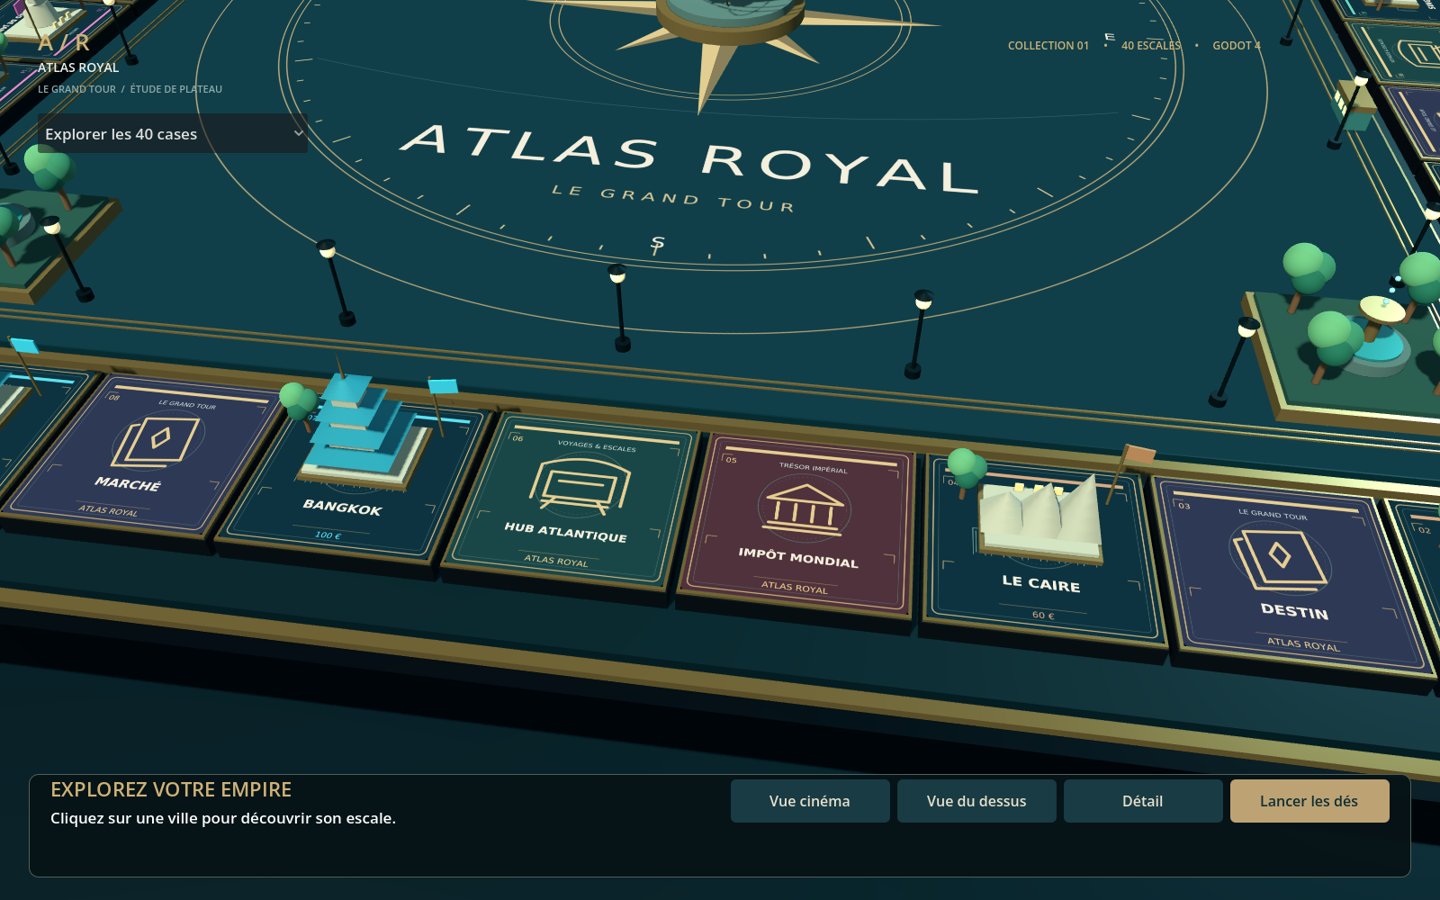 A / R
ATLAS ROYAL
LE GRAND TOUR / ÉTUDE DE PLATEAU
Explorer les 40 cases
COLLECTION 01 • 40 ESCALES • GODOT 4
E
ATLAS ROYAL
LE GRAND TOUR
S
08
LE GRAND TOUR
MARCHÉ
ATLAS ROYAL
BANGKOK
100 €
06
VOYAGES & ESCALES
HUB ATLANTIQUE
ATLAS ROYAL
05
TRÉSOR IMPÉRIAL
IMPÔT MONDIAL
ATLAS ROYAL
LE CAIRE
60 €
03
LE GRAND TOUR
DESTIN
ATLAS ROYAL
02
EXPLOREZ VOTRE EMPIRE
Cliquez sur une ville pour découvrir son escale.
Vue cinéma
Vue du dessus
Détail
Lancer les dés